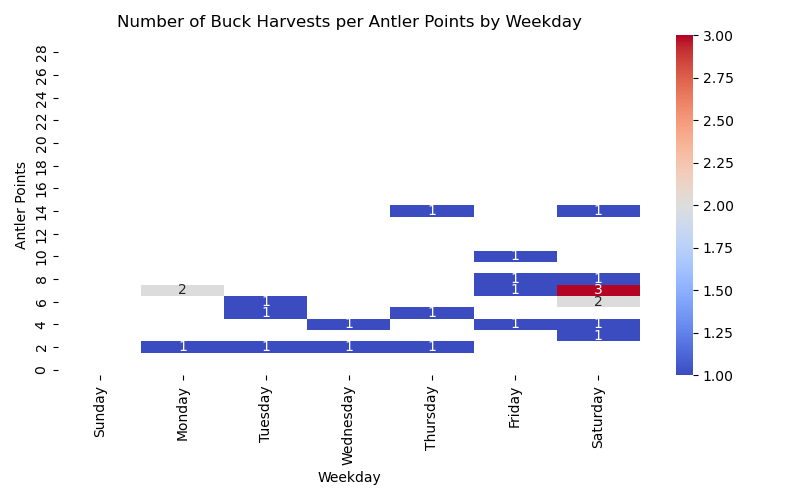 Number of Buck Harvests per Antler Points by Weekday
3.00
28
2.75
26
24
2.50
22
20
2.25
18
16
2.00
14
1 1
12
1.75
10
1
8
1 1
2 1 3
1.50
6
1 2
1 1
4
1 1 1
1.25
1
2
1 1 1 1
0
1.00
Antler Points
Sunday
Monday
Tuesday
Wednesday
Thursday
Friday
Saturday
Weekday